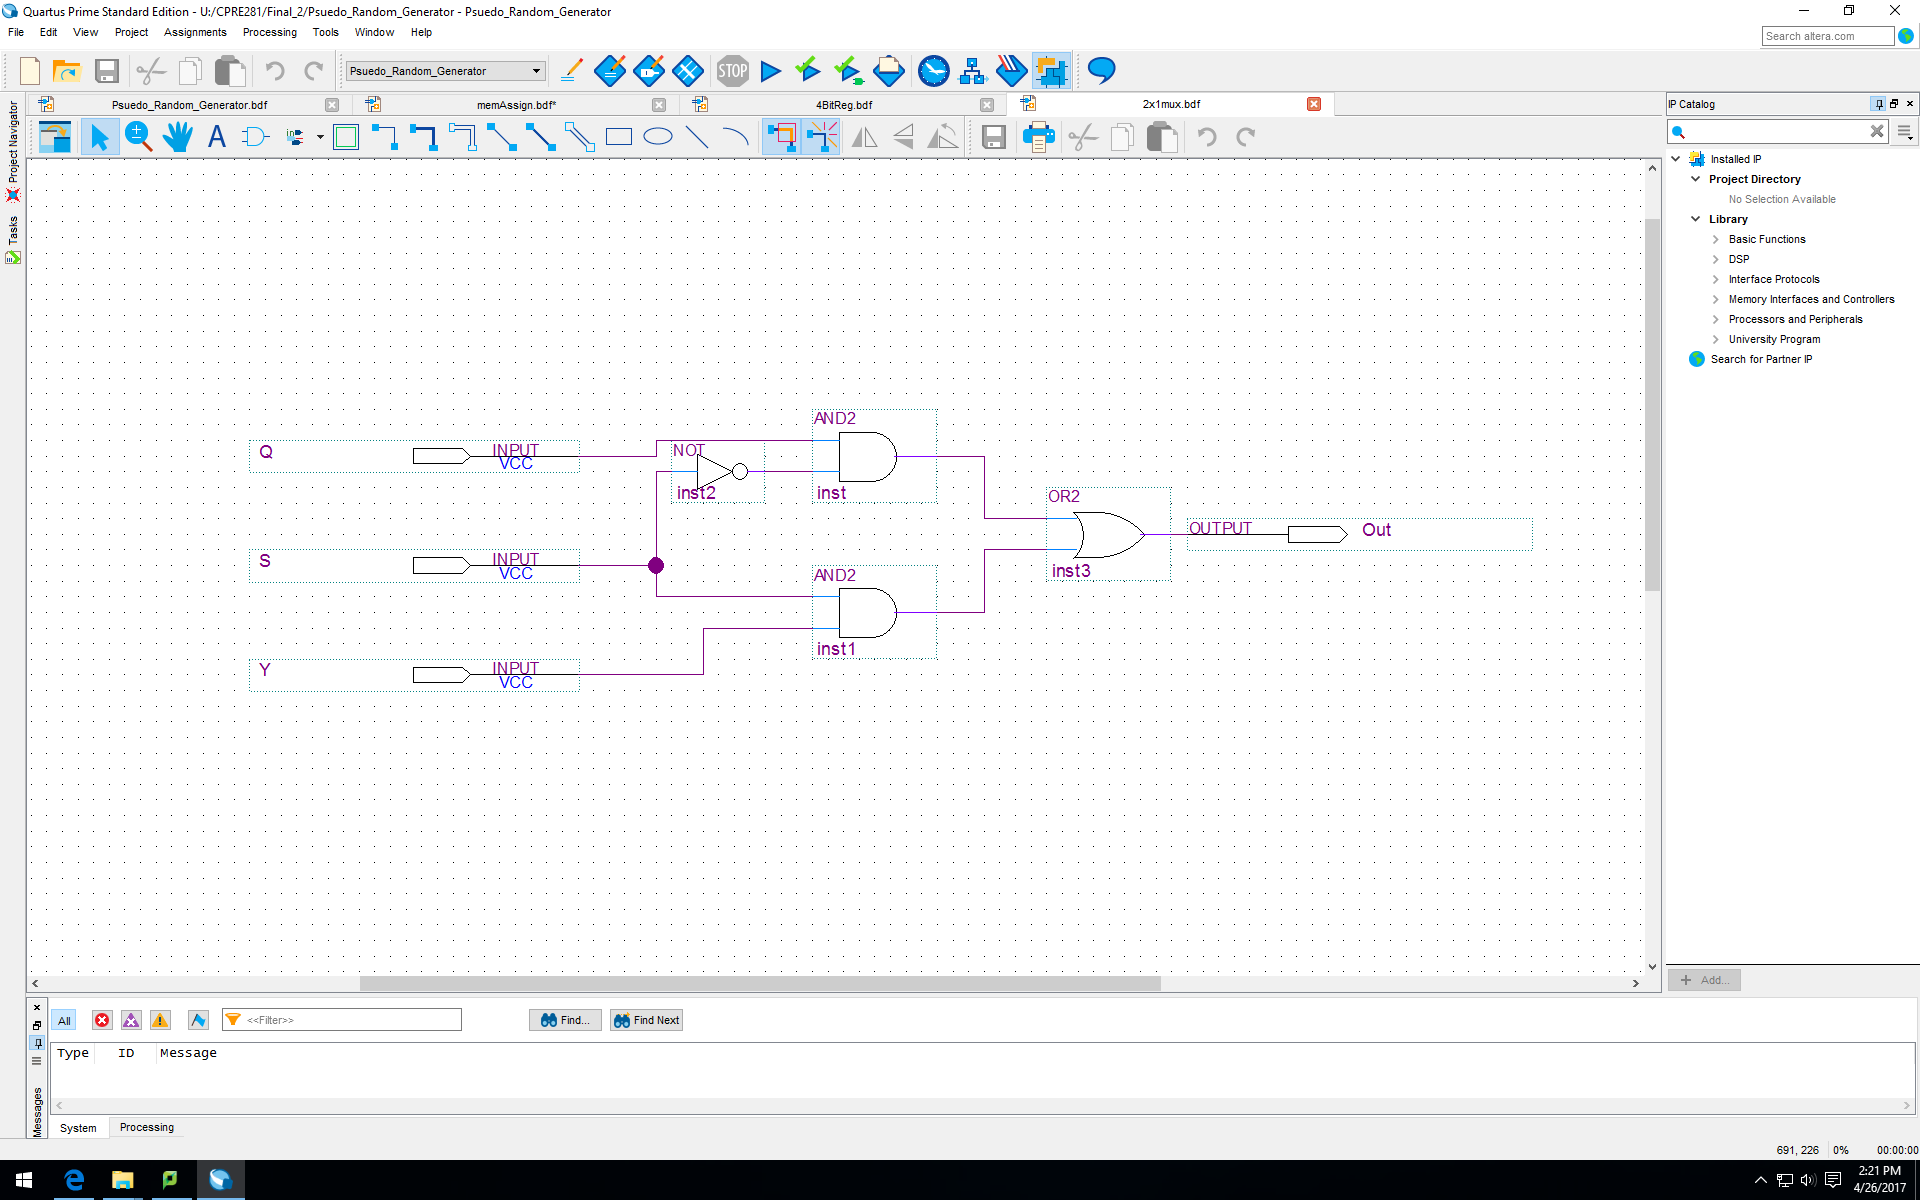 Quartus Prime Standard Edition - U:/CPRE281/Final_2/Psuedo_Random_Generator - Psuedo_Random_Generator
File Edit View Project Assignments Processing Tools Window Help
Search altera.com
STOP
Psuedo_Random_Generator
Psuedo_Random_Generator.bdf
memAssign.bdf*
4BitReg.bdf
2x1mux.bdf
A
Project Navigator
Tasks
IP Catalog
Installed IP
Project Directory
No Selection Available
Library
Basic Functions
DSP
Interface Protocols
Memory Interfaces and Controllers
Processors and Peripherals
University Program
Search for Partner IP
AND2
Q
INPUT
VCC
NOT
inst2
inst
OR2
OUTPUT
Out
S
INPUT
VCC
inst3
AND2
inst1
Y
INPUT
VCC
+ Add...
All
<<Filter>>
Find...
Find Next
Type ID Message
Messages
System
Processing
691, 226 0% 00:00:00
2:21 PM
4/26/2017